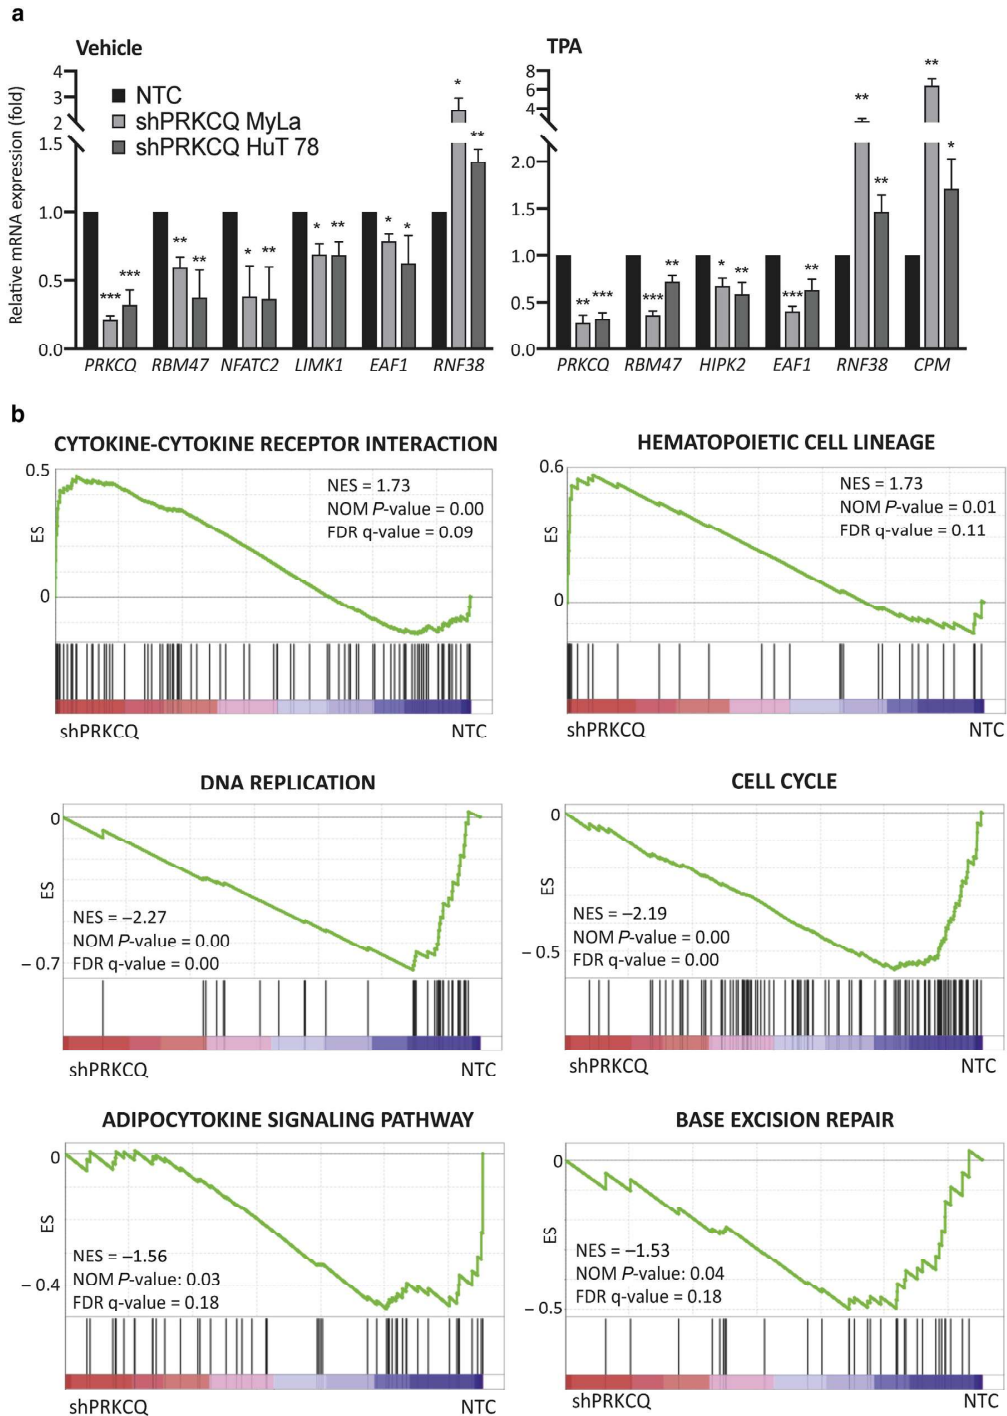 a
Vehicle
TPA
Relative mRNA expression (fold)
4
3
2
1.5
1.0
0.5
0.0
NTC
shPRKCQ MyLa
shPRKCQ HuT 78
*** *** ** ** * ** * ** * * * **
PRKCQ RBM47 NFATC2 LIMK1 EAF1 RNF38
8
6
4
2.0
1.5
1.0
0.5
0.0
** *** *** ** * ** *** ** ** ** ** *
PRKCQ RBM47 HIPK2 EAF1 RNF38 CPM
b
CYTOKINE-CYTOKINE RECEPTOR INTERACTION
0.5
ES
0
NES = 1.73
NOM P-value = 0.00
FDR q-value = 0.09
shPRKCQ NTC
HEMATOPOIETIC CELL LINEAGE
0.6
ES
0
NES = 1.73
NOM P-value = 0.01
FDR q-value = 0.11
shPRKCQ NTC
DNA REPLICATION
0
ES
– 0.7
NES = –2.27
NOM P-value = 0.00
FDR q-value = 0.00
shPRKCQ NTC
CELL CYCLE
0
ES
– 0.5
NES = –2.19
NOM P-value = 0.00
FDR q-value = 0.00
shPRKCQ NTC
ADIPOCYTOKINE SIGNALING PATHWAY
0
ES
– 0.4
NES = –1.56
NOM P-value: 0.03
FDR q-value = 0.18
shPRKCQ NTC
BASE EXCISION REPAIR
0
ES
– 0.5
NES = –1.53
NOM P-value: 0.04
FDR q-value = 0.18
shPRKCQ NTC